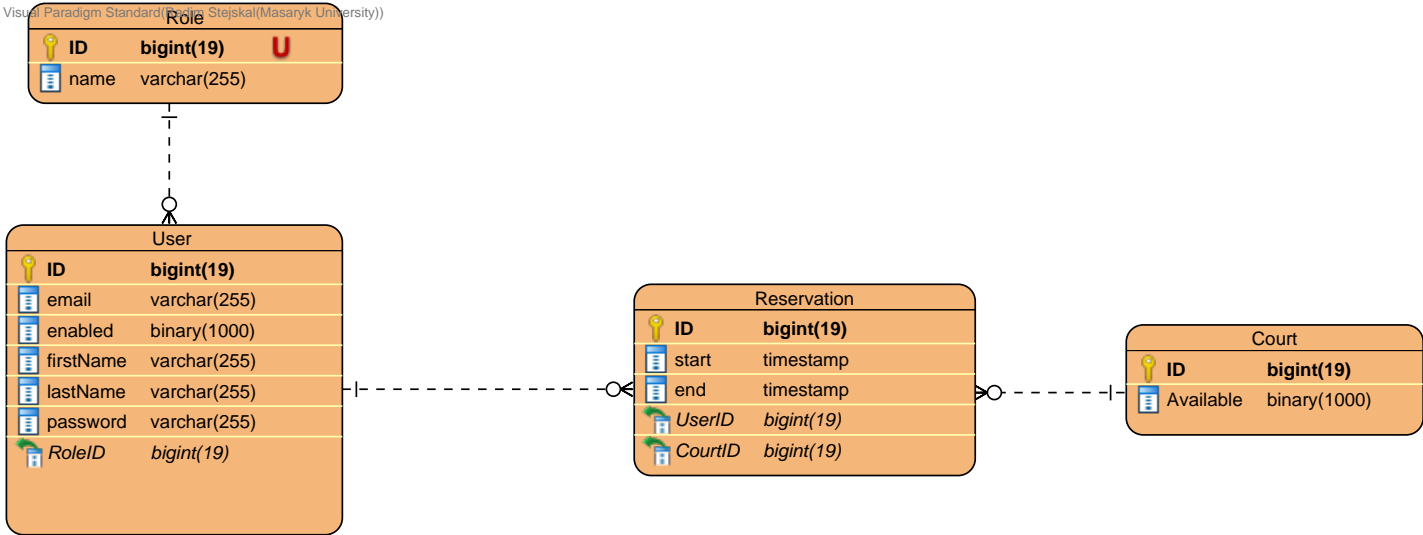 Visual Paradigm Standard(Radim Stejskal(Masaryk University))
Role
ID bigint(19) U
name varchar(255)
User
ID bigint(19)
email varchar(255)
enabled binary(1000)
firstName varchar(255)
lastName varchar(255)
password varchar(255)
RoleID bigint(19)
Reservation
ID bigint(19)
start timestamp
end timestamp
UserID bigint(19)
CourtID bigint(19)
Court
ID bigint(19)
Available binary(1000)